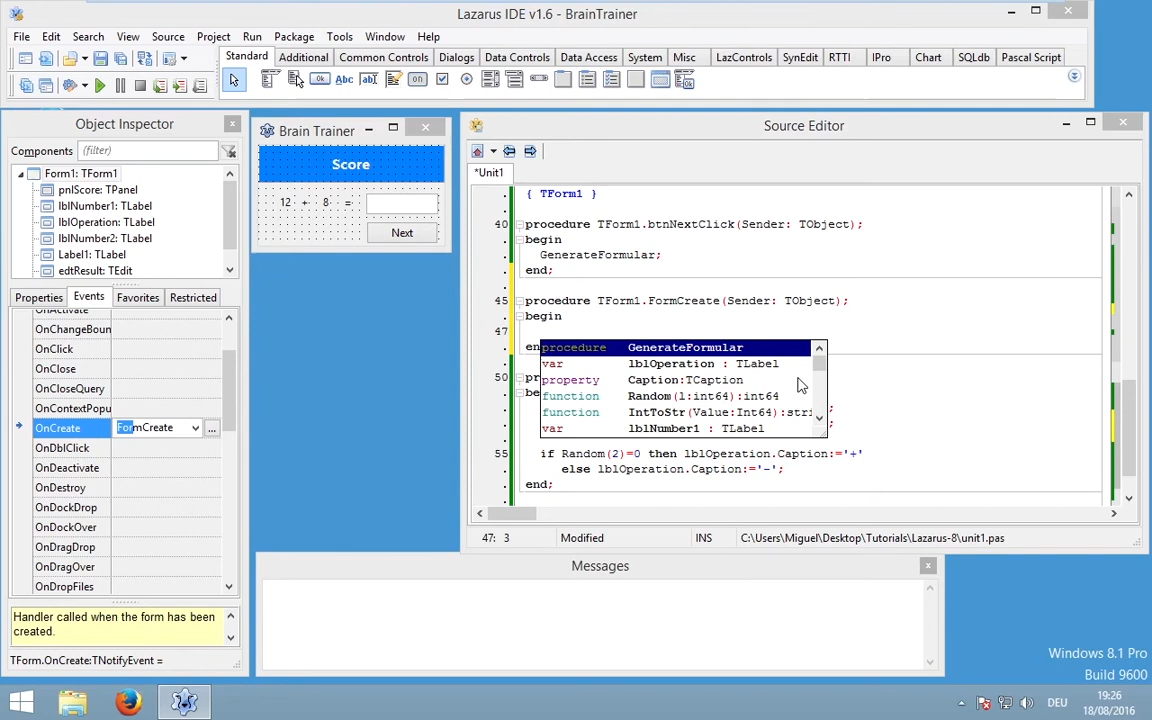 Lazarus IDE v1.6 - BrainTrainer
File Edit Search View Source Project Run Package Tools Window Help
Standard Additional Common Controls Dialogs Data Controls Data Access System Misc LazControls SynEdit RTTI IPro Chart SQLdb Pascal Script
Ok Abc ab on
Object Inspector
Components (filter)
Form1: TForm1
pnlScore: TPanel
lblNumber1: TLabel
lblOperation: TLabel
lblNumber2: TLabel
Label1: TLabel
edtResult: TEdit
Properties Events Favorites Restricted
OnActivate
OnChangeBoun
OnClick
OnClose
OnCloseQuery
OnContextPopu
OnCreate FormCreate ...
OnDblClick
OnDeactivate
OnDestroy
OnDockDrop
OnDockOver
OnDragDrop
OnDragOver
OnDropFiles
Handler called when the form has been
created.
TForm.OnCreate:TNotifyEvent =
Brain Trainer
Score
12 + 8 =
Next
Source Editor
*Unit1
{ TForm1 }
40 procedure TForm1.btnNextClick(Sender: TObject);
begin
GenerateFormular;
end;
45 procedure TForm1.FormCreate(Sender: TObject);
begin
47
en
procedure GenerateFormular
var lblOperation : TLabel
property Caption:TCaption
function Random(l:int64):int64
function IntToStr(Value:Int64):stri
var lblNumber1 : TLabel
50 pr
be
;
;
55 if Random(2)=0 then lblOperation.Caption:='+'
else lblOperation.Caption:='-';
end;
47: 3 Modified INS C:\Users\Miguel\Desktop\Tutorials\Lazarus-8\unit1.pas
Messages
Windows 8.1 Pro
Build 9600
DEU 19:26
18/08/2016